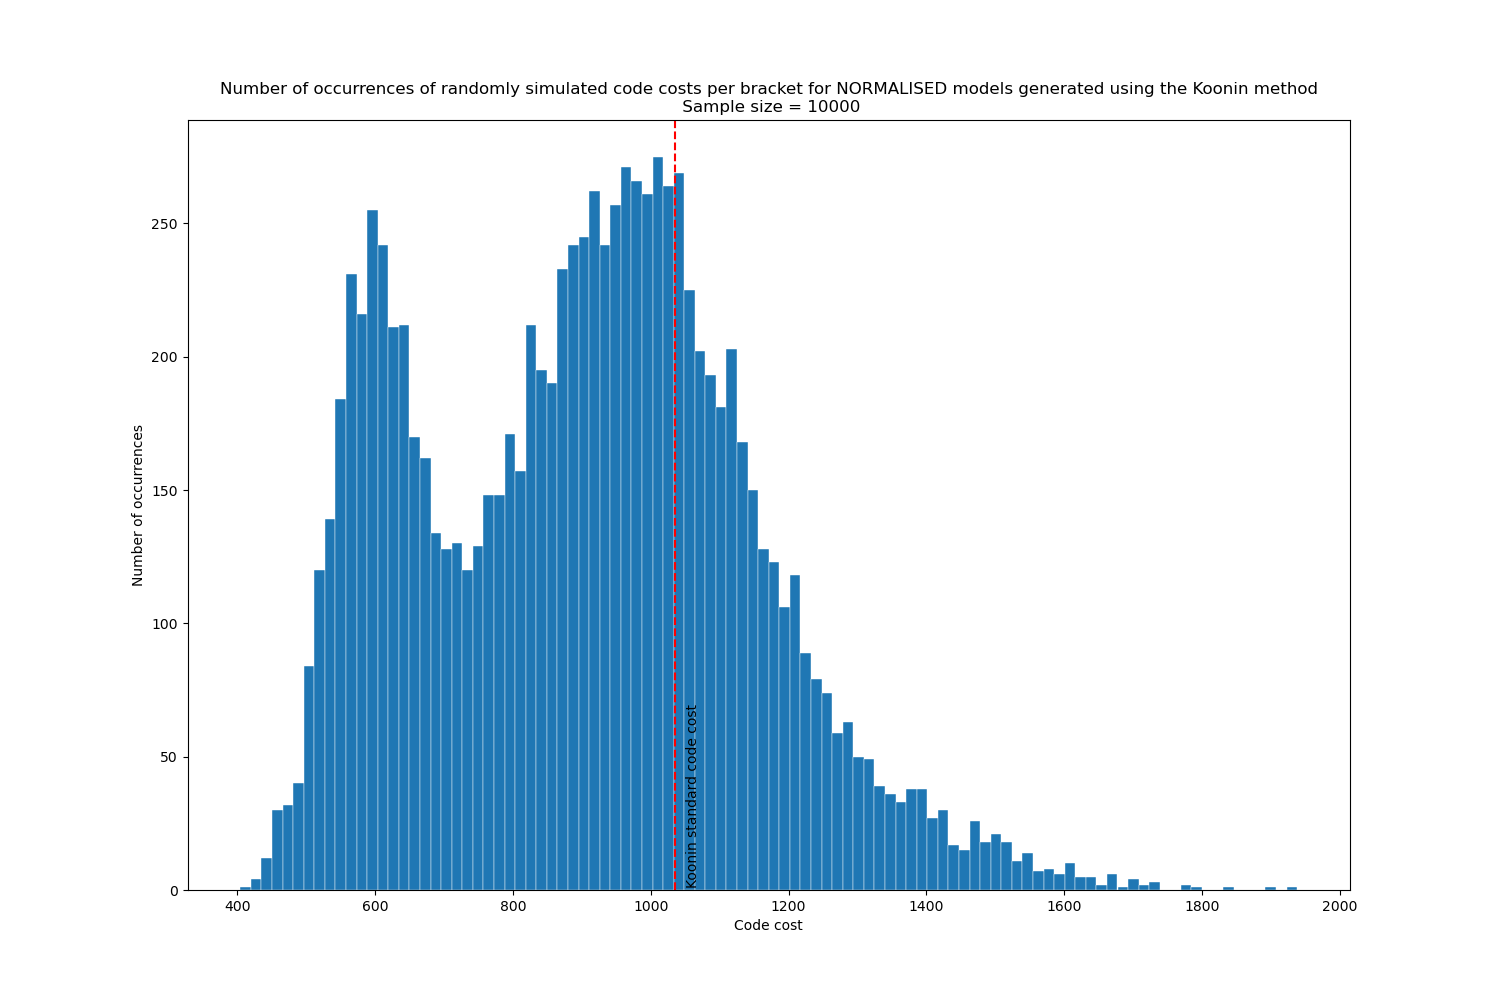 Number of occurrences of randomly simulated code costs per bracket for NORMALISED models generated using the Koonin method
Sample size = 10000
Number of occurrences
250
200
150
100
50
0
Koonin standard code cost
400 600 800 1000 1200 1400 1600 1800 2000
Code cost